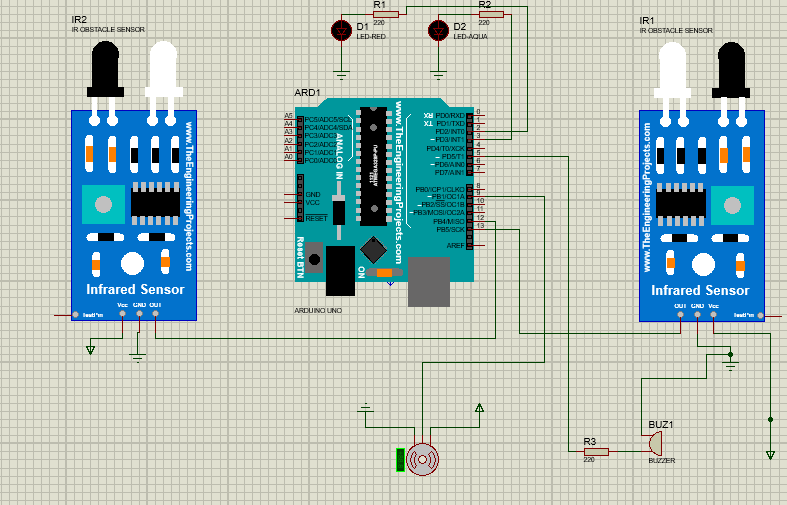 IR2
IR OBSTACLE SENSOR
R1
220
D1
LED-RED
R2
220
D2
LED-AQUA
IR1
IR OBSTACLE SENSOR
www.TheEngineeringProjects.com
Infrared Sensor
Vcc GND OUT
TestPin
ARD1
A5 PC5/ADC5/SCL
A4 PC4/ADC4/SDA
A3 PC3/ADC3
A2 PC2/ADC2
A1 PC1/ADC1
A0 PC0/ADC0
GND
VCC
RESET
ANALOG IN
Reset BTN
ON
www.TheEngineeringProjects.com
RX
TX
PD0/RXD 0
PD1/TXD 1
PD2/INT0 2
PD3/INT1 3
PD4/T0/XCK 4
PD5/T1 5
PD6/AIN0 6
PD7/AIN1 7
PB0/ICP1/CLKO 8
PB1/OC1A 9
PB2/SS/OC1B 10
PB3/MOSI/OC2A 11
PB4/MISO 12
PB5/SCK 13
AREF
ARDUINO UNO
www.TheEngineeringProjects.com
Infrared Sensor
OUT GND Vcc
TestPin
R3
220
BUZ1
BUZZER